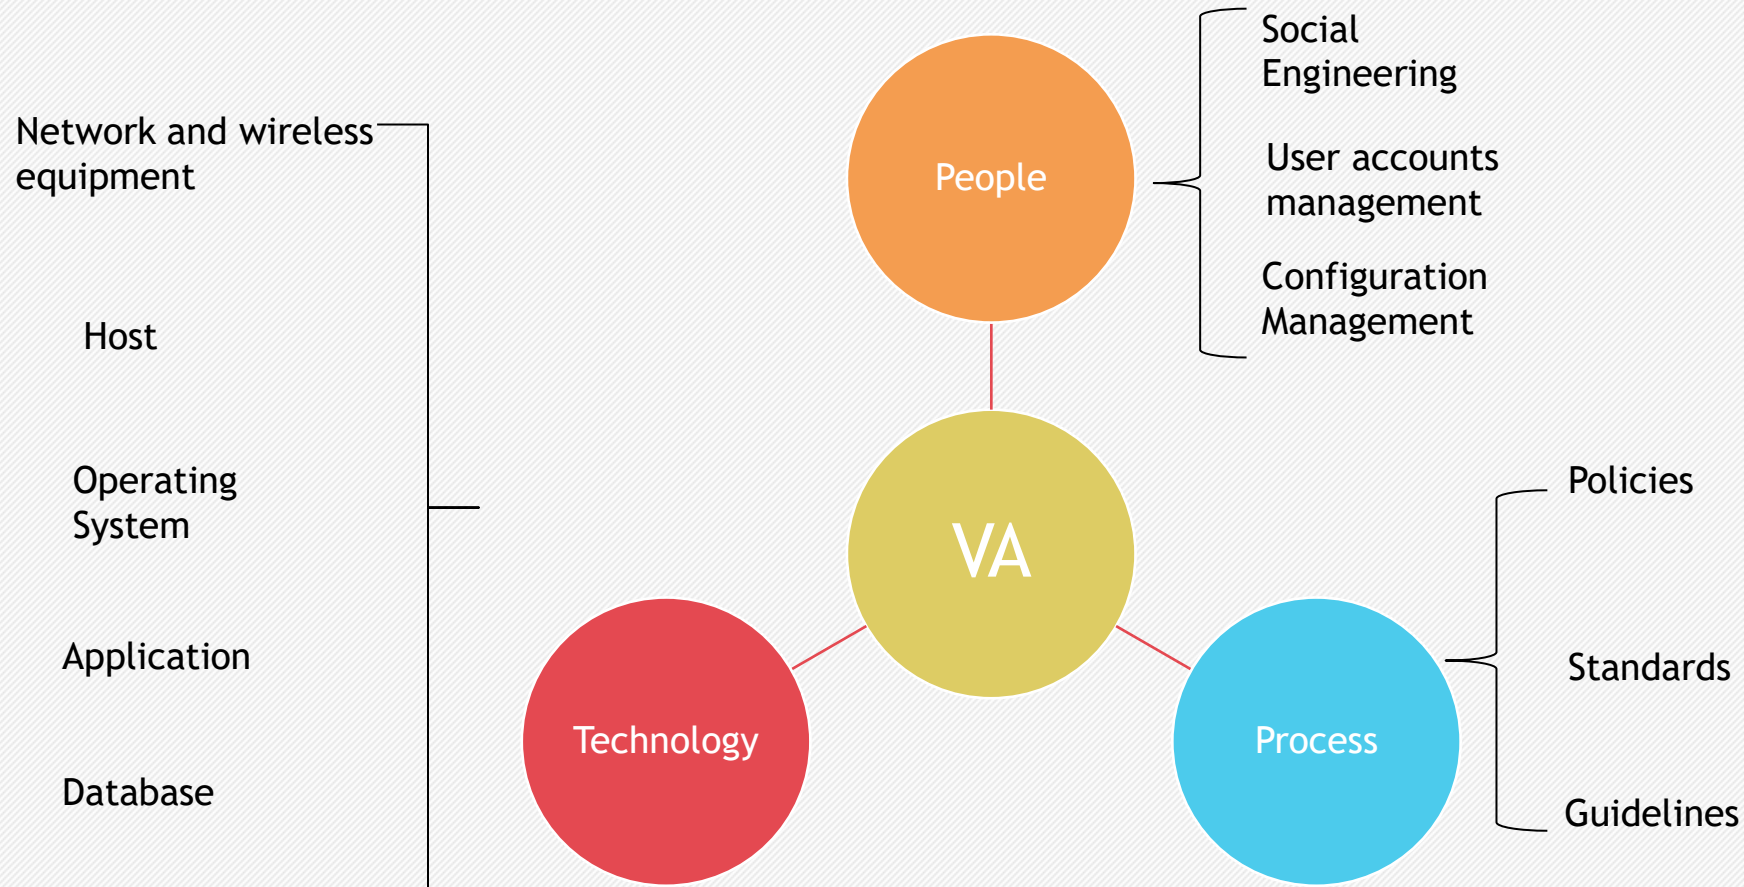 Social
Engineering
Network and wireless
equipment
User accounts
management
People
Configuration
Management
Host
Operating
System
Policies
VA
Application
Standards
Technology
Process
Database
Guidelines